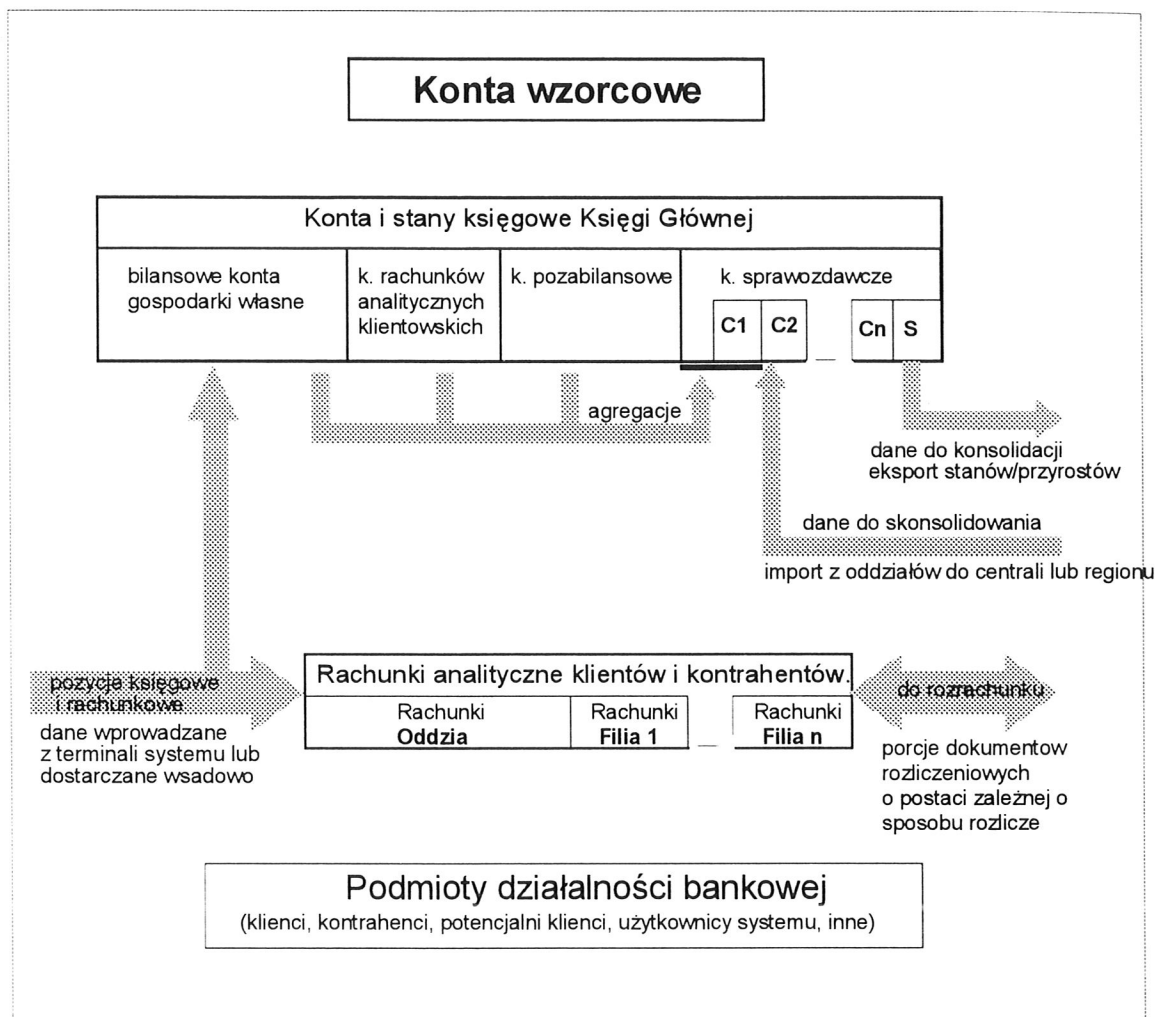 Konta wzorcowe
Konta i stany księgowe Księgi Głównej
bilansowe konta
gospodarki własne
k. rachunków
analitycznych
klientowskich
k. pozabilansowe
k. sprawozdawcze
C1
C2
Cn
S
agregacje
dane do konsolidacji
eksport stanów/przyrostów
dane do skonsolidowania
import z oddziałów do centrali lub regionu
pozycje księgowe
i rachunkowe
dane wprowadzane
z terminali systemu lub
dostarczane wsadowo
Rachunki analityczne klientów i kontrahentów.
Rachunki
Oddzia
Rachunki
Filia 1
Rachunki
Filia n
do rozrachunku
porcje dokumentow
rozliczeniowych
o postaci zależnej o
sposobu rozlicze
Podmioty działalności bankowej
(klienci, kontrahenci, potencjalni klienci, użytkownicy systemu, inne)